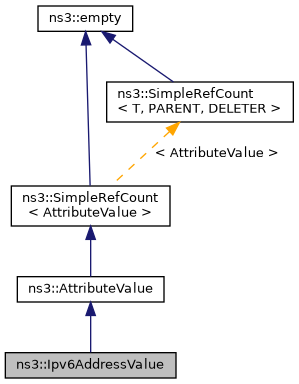 ns3::empty
ns3::SimpleRefCount
< T, PARENT, DELETER >
< AttributeValue >
ns3::SimpleRefCount
< AttributeValue >
ns3::AttributeValue
ns3::Ipv6AddressValue